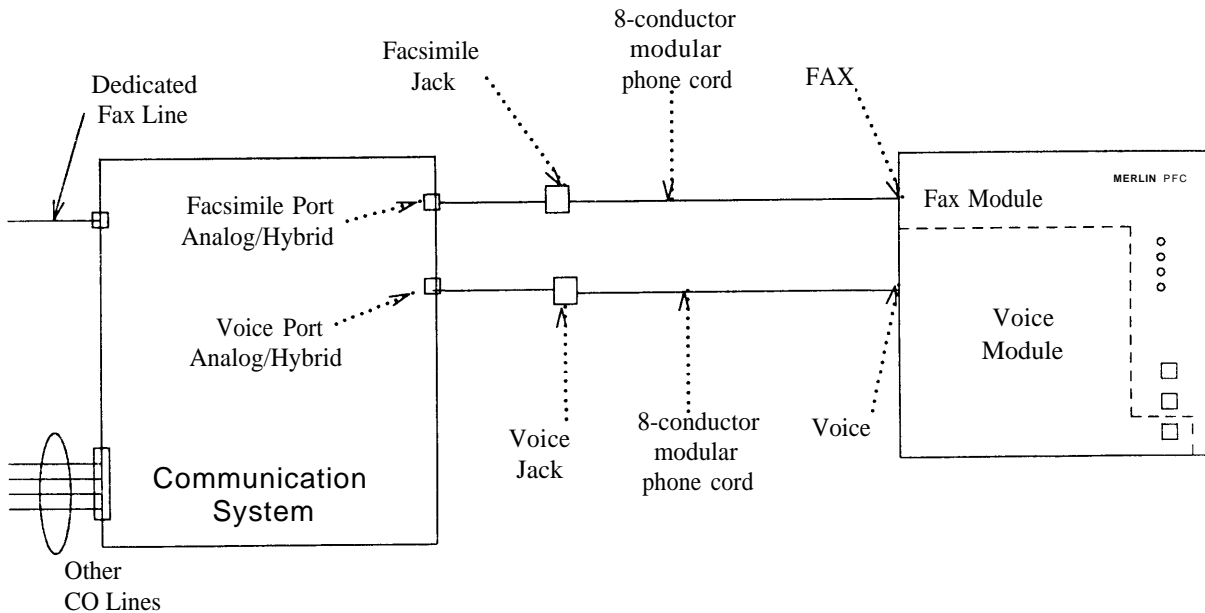 8-conductor
modular
phone cord
Facsimile
Jack
FAX
Dedicated
Fax Line
MERLIN PFC
Fax Module
Facsimile Port
Analog/Hybrid
Voice Port
Analog/Hybrid
Voice
Module
Voice
Jack
8-conductor
modular
phone cord
Voice
Communication
System
Other
CO Lines